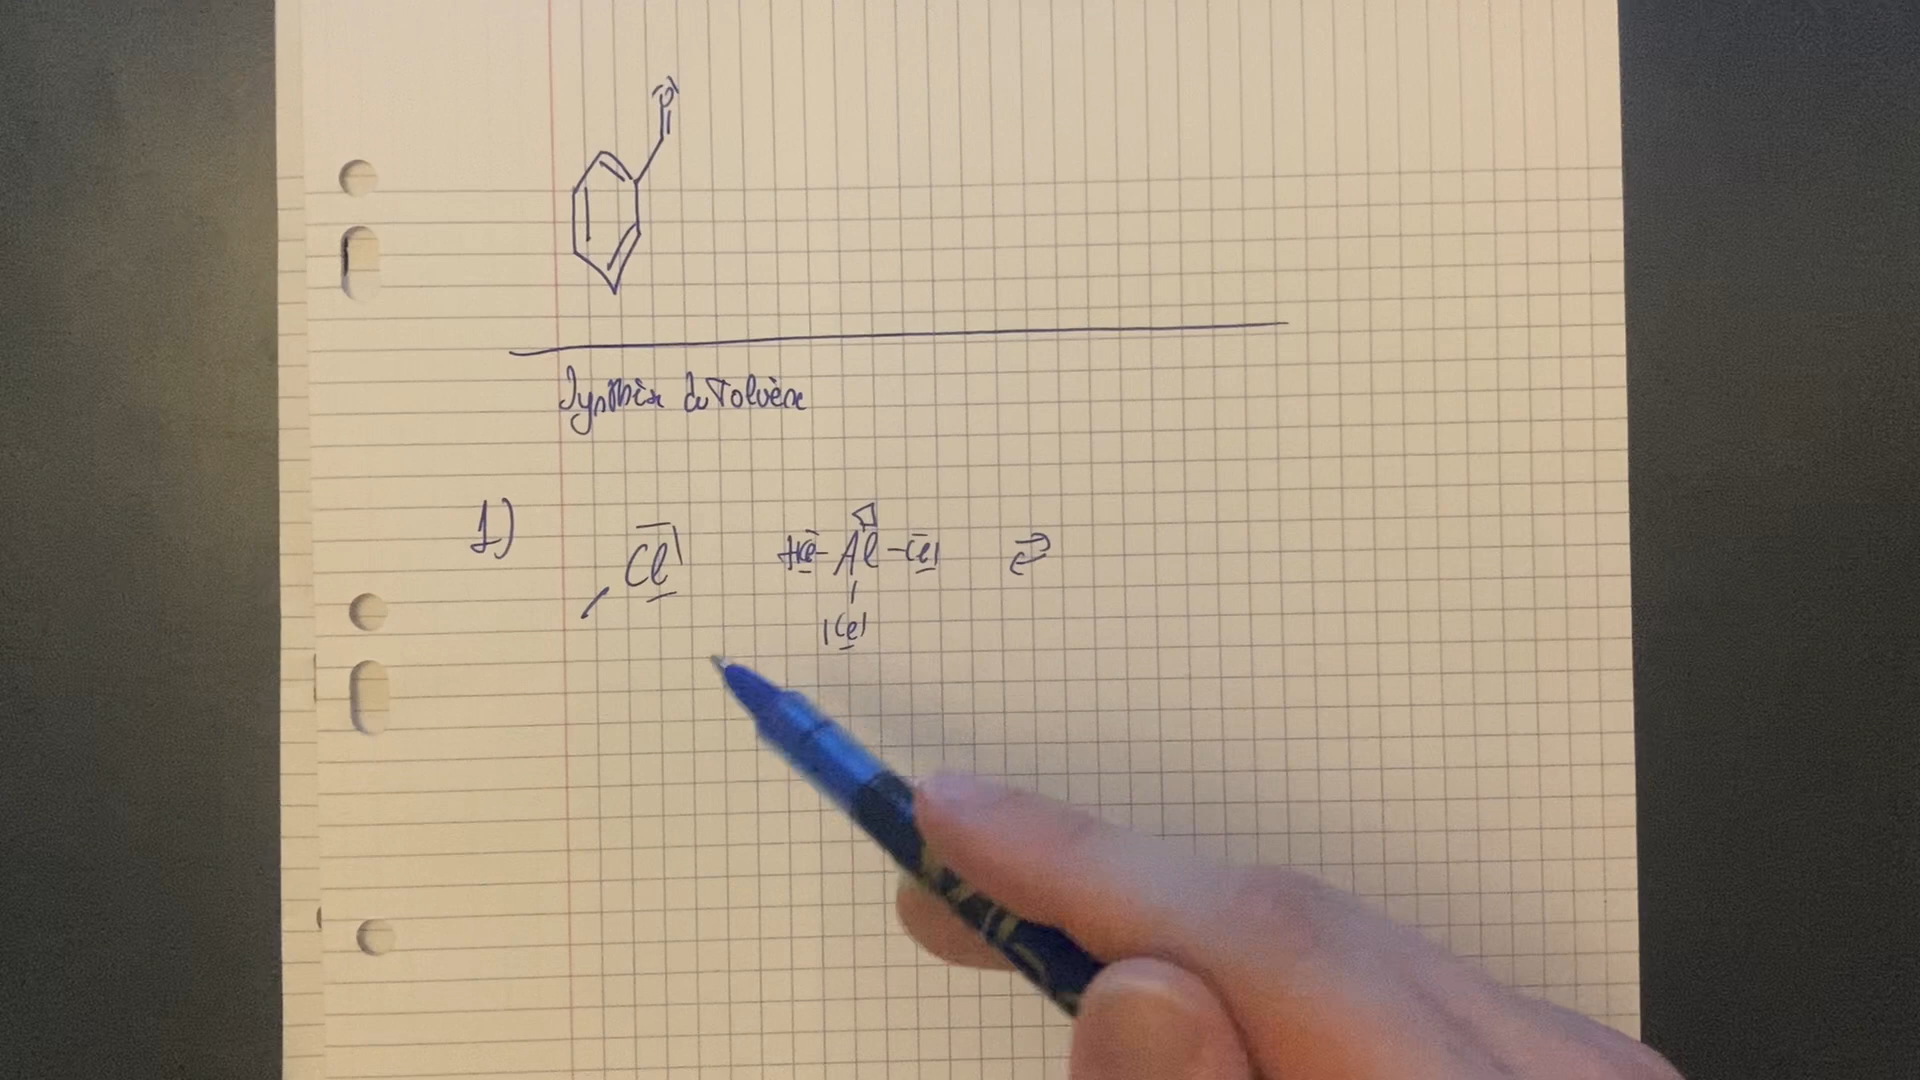 O
Synthèse du Toluène
1) Cl Cl-Al-Cl ⇌
Cl